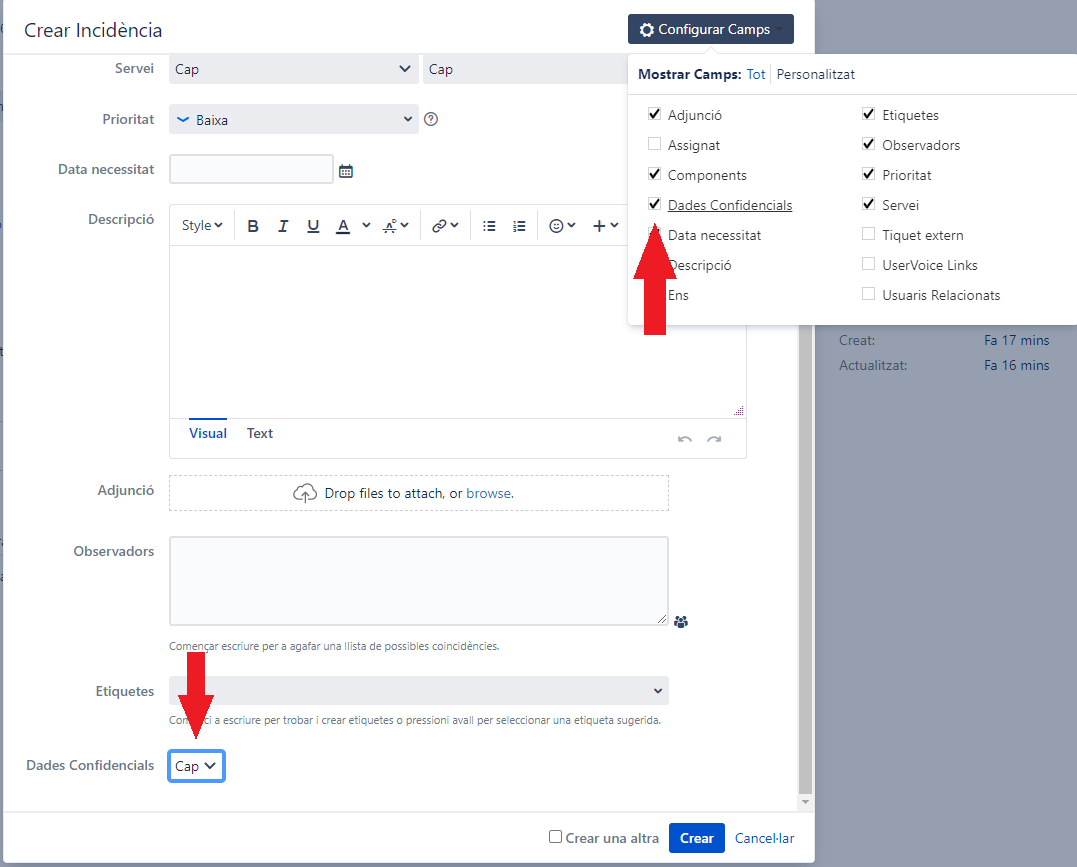 Crear Incidència
Configurar Camps
Mostrar Camps: Tot Personalitzat
Adjunció
Etiquetes
Assignat
Observadors
Components
Prioritat
Dades Confidencials
Servei
Data necessitat
Tiquet extern
Descripció
UserVoice Links
Ens
Usuaris Relacionats
Servei Cap Cap
Prioritat Baixa
Data necessitat
Descripció Style B I U A
Visual Text
Creat: Fa 17 mins
Actualitzat: Fa 16 mins
Adjunció Drop files to attach, or browse.
Observadors
Començar escriure per a agafar una llista de possibles coincidències.
Etiquetes
a escriure per trobar i crear etiquetes o pressioni avall per seleccionar una etiqueta sugerida.
Dades Confidencials Cap
Crear una altra Crear Cancel·lar